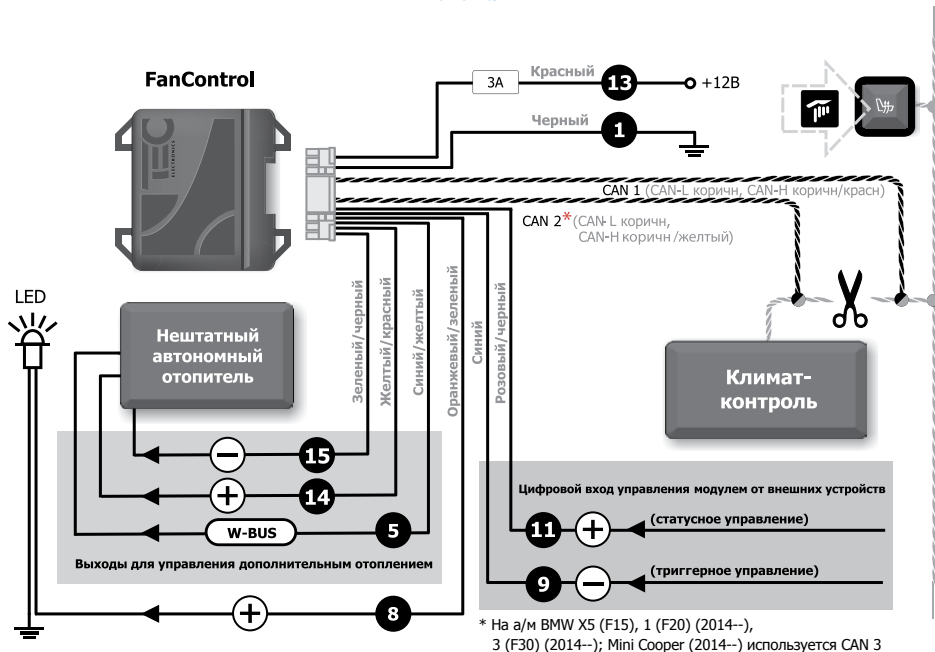 FanControl
TEC
ELECTRONICS
3А
Красный
13
+12В
Черный
1
CAN 1 (CAN-L коричн, CAN-H коричн/красн)
CAN 2* (CAN-L коричн,
CAN-H коричн/желтый)
LED
Нештатный
автономный
отопитель
Зеленый/черный
Желтый/красный
Синий/желтый
Оранжевый/зеленый
Синий
Розовый/черный
Климат-
контроль
15
14
W-BUS
5
Выходы для управления дополнительным отоплением
8
Цифровой вход управления модулем от внешних устройств
11
(статусное управление)
9
(триггерное управление)
* На а/м BMW X5 (F15), 1 (F20) (2014--),
3 (F30) (2014--); Mini Cooper (2014--) используется CAN 3